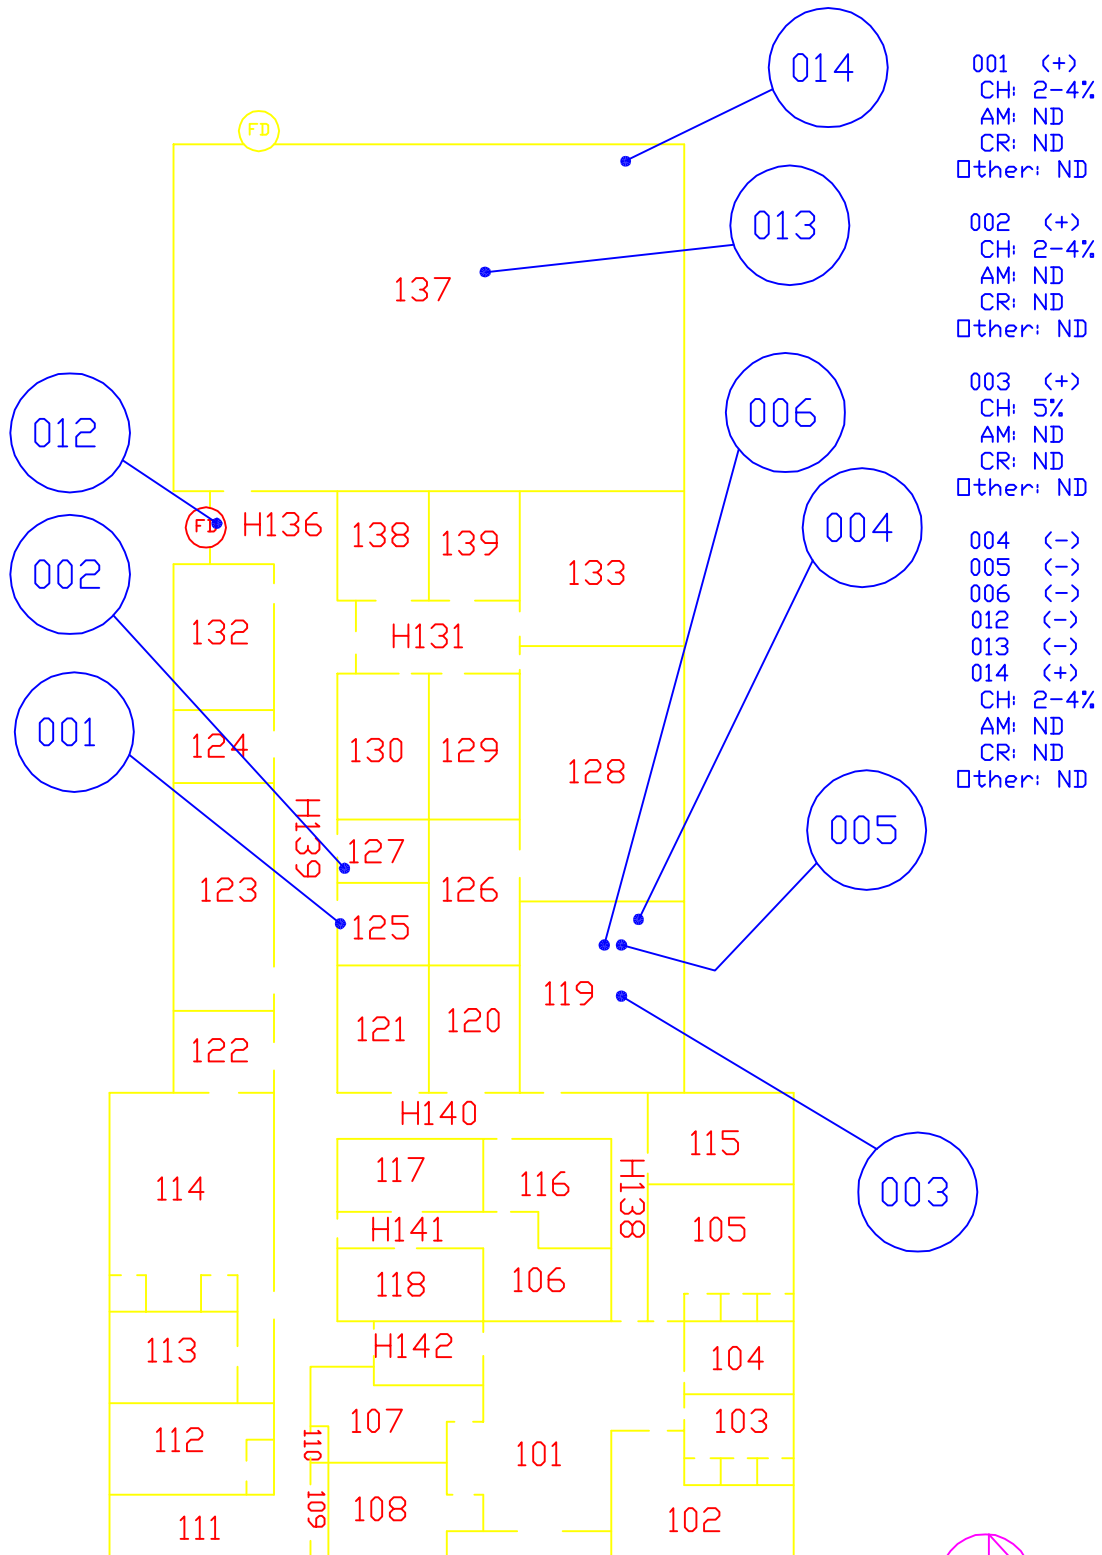 014
001 (+)
CH: 2-4%
AM: ND
CR: ND
Other: ND
FD
013
002 (+)
CH: 2-4%
AM: ND
CR: ND
Other: ND
137
003 (+)
CH: 5%
AM: ND
CR: ND
Other: ND
006
012
004
FD
H136
138
139
133
004 (-)
005 (-)
006 (-)
012 (-)
013 (-)
014 (+)
CH: 2-4%
AM: ND
CR: ND
Other: ND
002
132
H131
001
124
130
129
128
H139
127
005
123
126
125
119
122
121
120
H140
115
114
117
116
H138
003
H141
105
118
106
113
H142
104
107
103
112
110
101
109
108
111
102